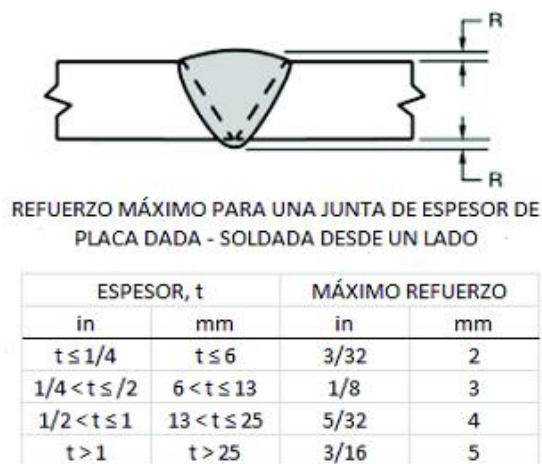 R
R
REFUERZO MÁXIMO PARA UNA JUNTA DE ESPESOR DE
PLACA DADA - SOLDADA DESDE UN LADO
ESPESOR, t MÁXIMO REFUERZO
in mm in mm
t ≤ 1/4 t ≤ 6 3/32 2
1/4 < t ≤ /2 6 < t ≤ 13 1/8 3
1/2 < t ≤ 1 13 < t ≤ 25 5/32 4
t > 1 t > 25 3/16 5